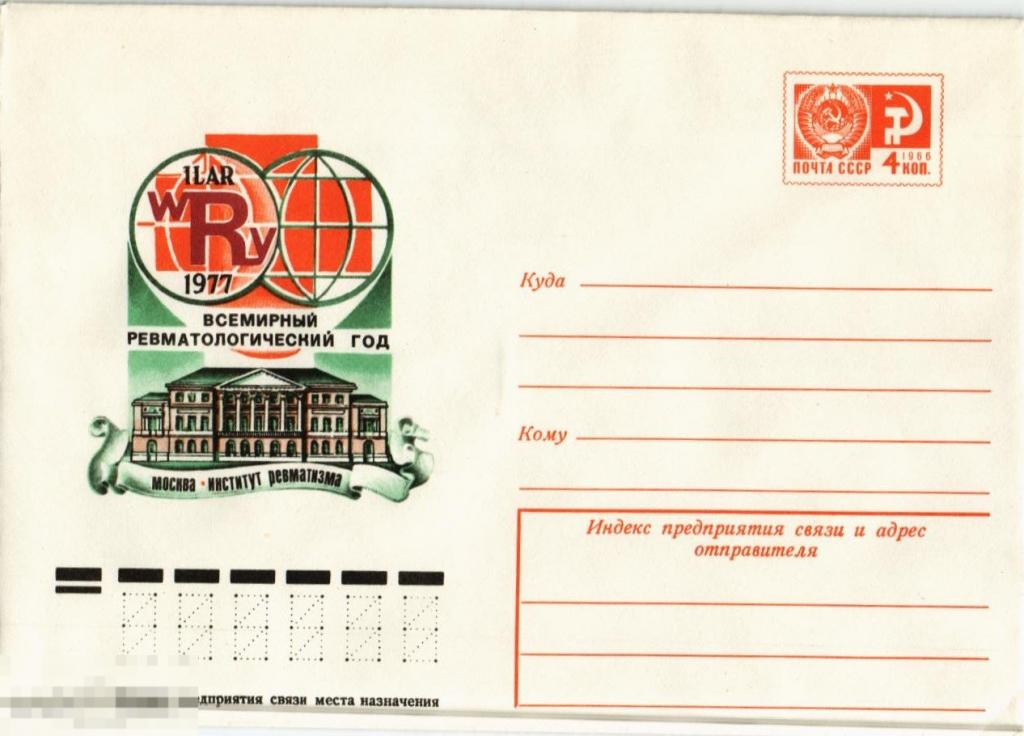 ILAR
WRy
1977
ВСЕМИРНЫЙ
РЕВМАТОЛОГИЧЕСКИЙ ГОД
МОСКВА • ИНСТИТУТ РЕВМАТИЗМА
1966
ПОЧТА СССР 4 КОП.
Куда
Кому
Индекс предприятия связи и адрес
отправителя
связи места назначения